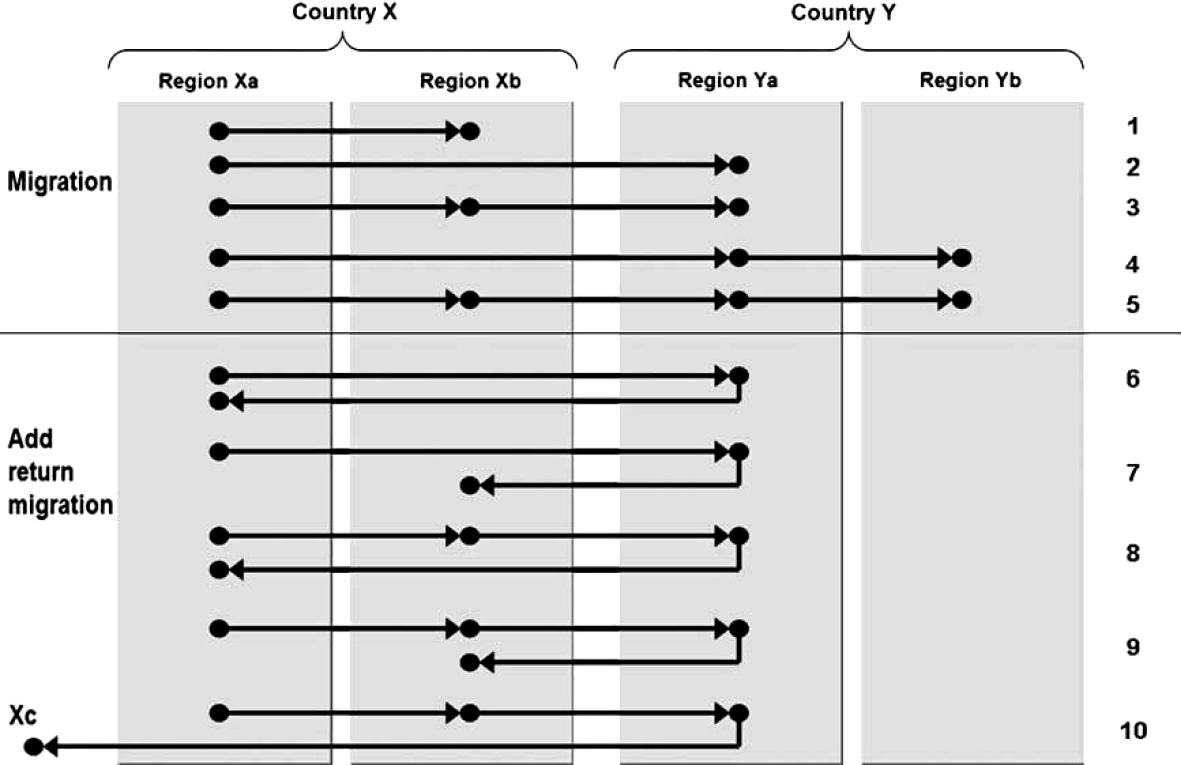 Country X
Country Y
Region Xa
Region Xb
Region Ya
Region Yb
1
2
Migration
3
4
5
6
Add
return
migration
7
8
9
Xc
10